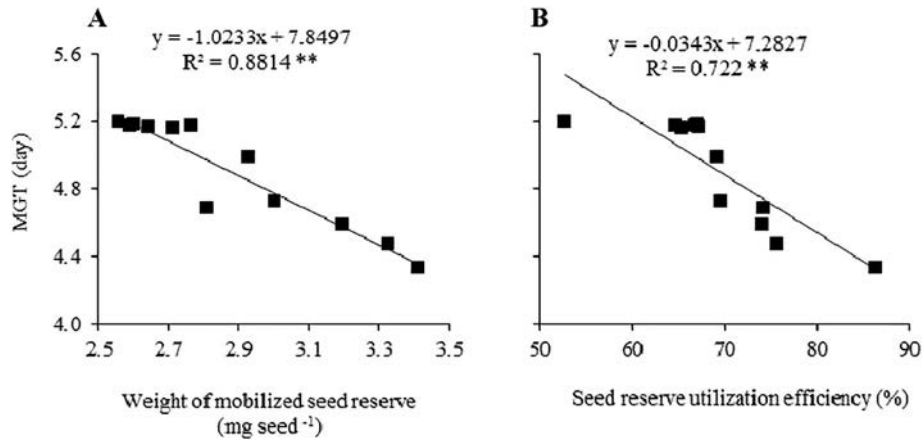 A
y = -1.0233x + 7.8497
R² = 0.8814 **
MGT (day)
5.6
5.2
4.8
4.4
4.0
2.5
2.7
2.9
3.1
3.3
3.5
Weight of mobilized seed reserve
(mg seed ⁻¹)
B
y = -0.0343x + 7.2827
R² = 0.722 **
50
60
70
80
90
Seed reserve utilization efficiency (%)